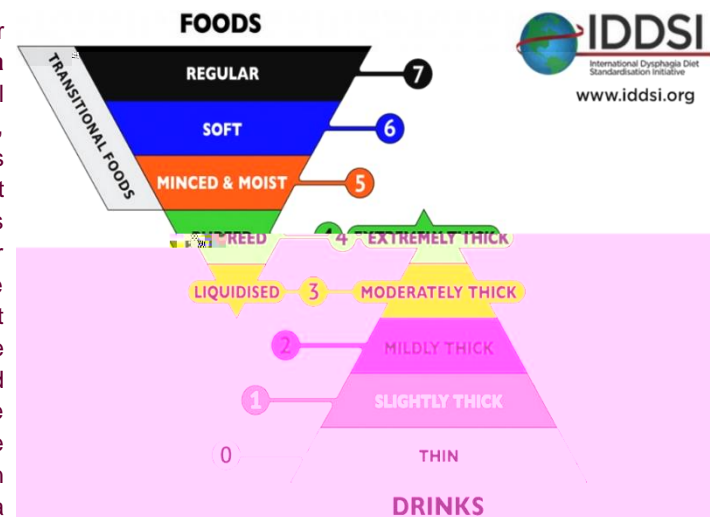 FOODS
IDDSI
International Dysphagia Diet
Standardisation Initiative
www.iddsi.org
TRANSITIONAL FOODS
REGULAR
7
SOFT
6
MINCED & MOIST
5
4
EXTREMELY THICK
LIQUIDISED
3
MODERATELY THICK
2
MILDLY THICK
1
SLIGHTLY THICK
0
THIN
DRINKS